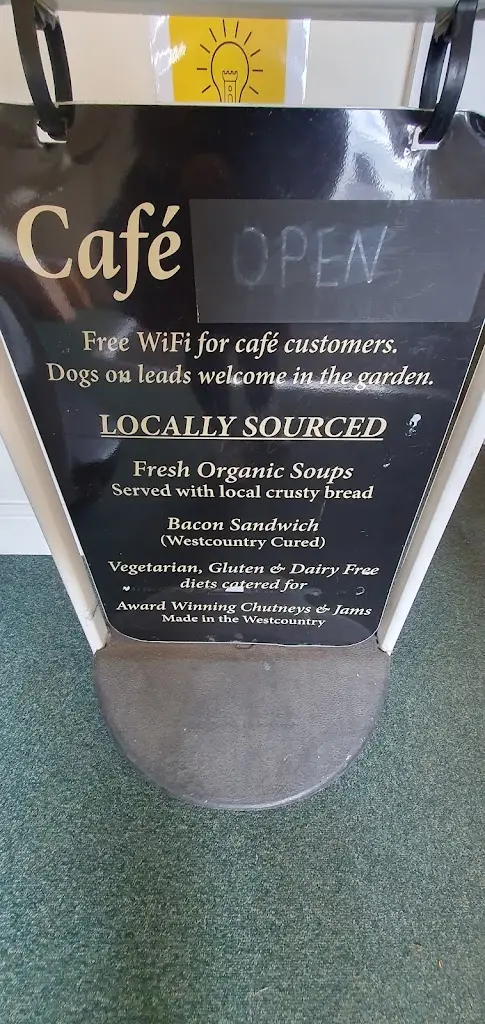 Café OPEN
Free WiFi for café customers.
Dogs on leads welcome in the garden.
LOCALLY SOURCED
Fresh Organic Soups
Served with local crusty bread
Bacon Sandwich
(Westcountry Cured)
Vegetarian, Gluten & Dairy Free
diets catered for
Award Winning Chutneys & Jams
Made in the Westcountry